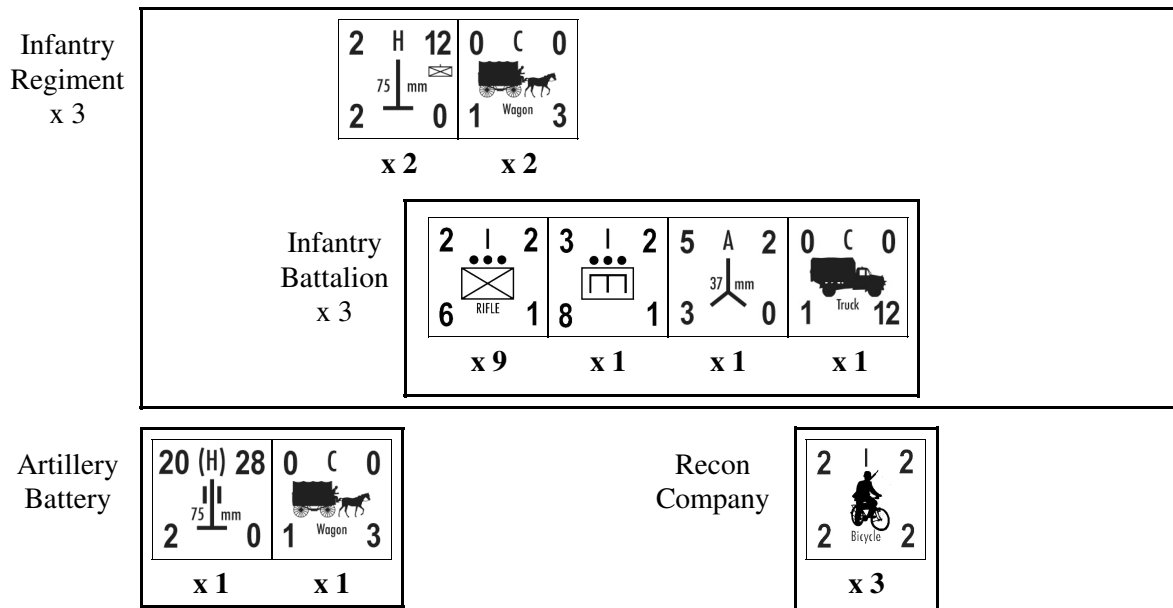 Infantry
Regiment
x 3
2 H 12
75 mm
2 0
x 2
0 C 0
Wagon
1 3
x 2
Infantry
Battalion
x 3
2 I 2
RIFLE
6 1
x 9
3 I 2
8 1
x 1
5 A 2
37 mm
3 0
x 1
0 C 0
Truck
1 12
x 1
Artillery
Battery
20 (H) 28
75 mm
2 0
x 1
0 C 0
Wagon
1 3
x 1
Recon
Company
2 I 2
2 Bicycle 2
x 3